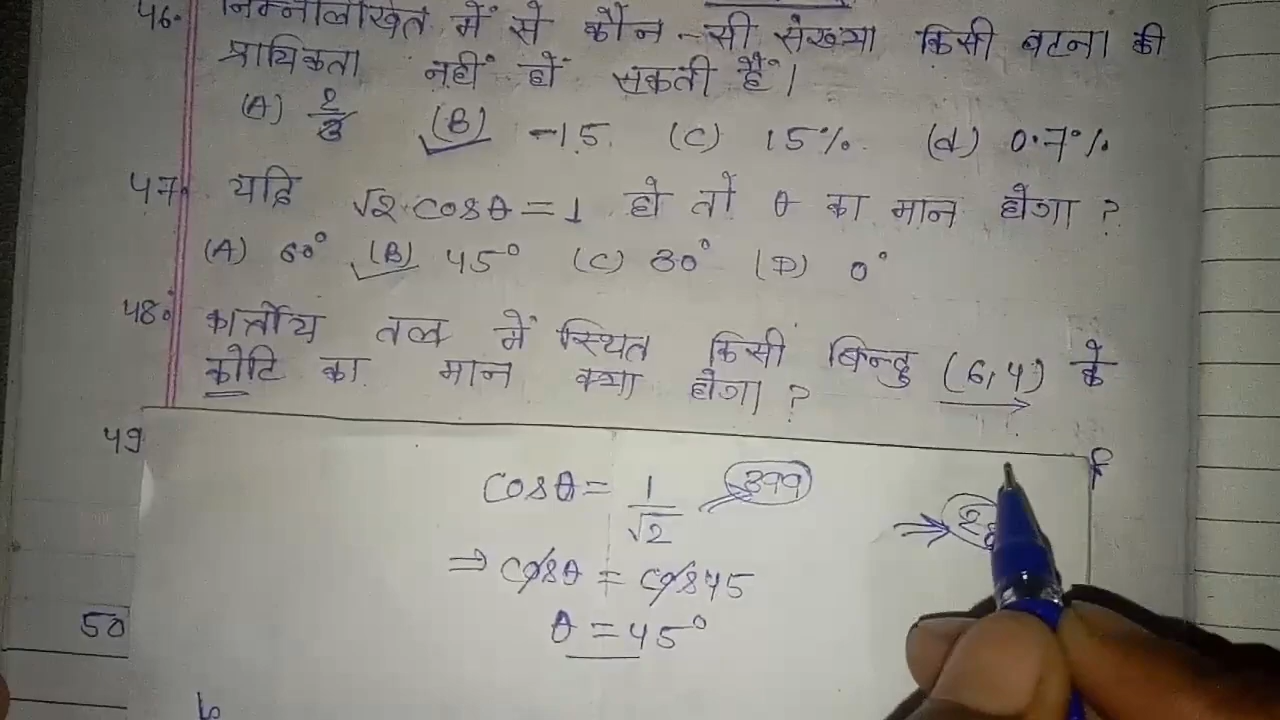 46. निम्नलिखित में से कौन-सी संख्या किसी घटना की
प्रायिकता नहीं हो सकती हैं।
(A) 2/3 (B) -1.5 (C) 15% (d) 0.7%
47. यदि √2.cosθ=1 हो तो θ का मान होगा ?
(A) 60° (B) 45° (C) 30° (D) 0°
48. कार्त्तीय तल में स्थित किसी बिन्दु (6,4) के
कोटि का मान क्या होगा ?
49
cosθ = 1/√2
⇒ cosθ = cos45
θ = 45°
50